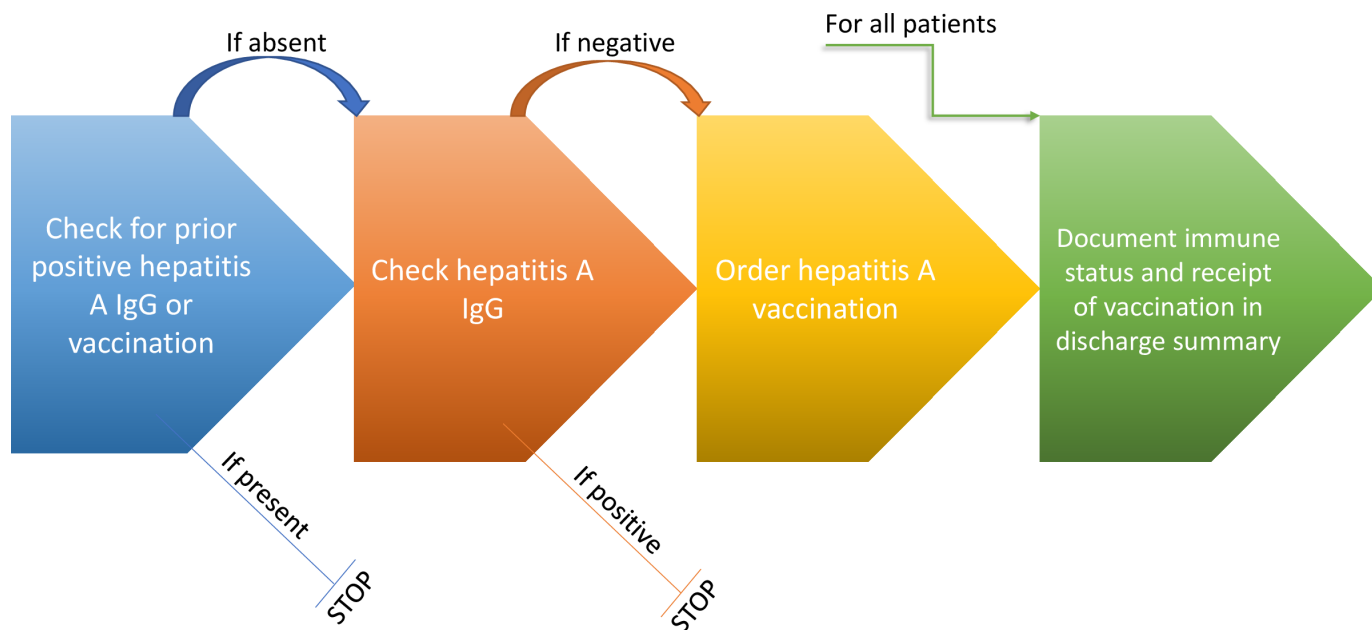 If absent
If negative
For all patients
Check for prior
positive hepatitis
A IgG or
vaccination
Check hepatitis A
IgG
Order hepatitis A
vaccination
Document immune
status and receipt
of vaccination in
discharge summary
If present
STOP
If positive
STOP